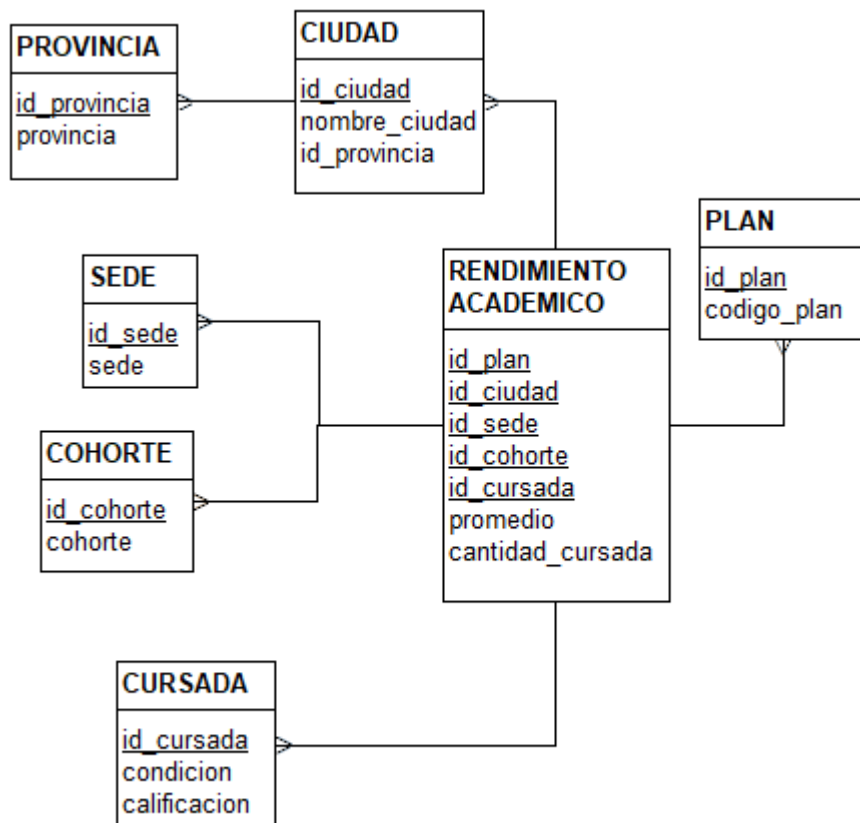 PROVINCIA
id_provincia
provincia
CIUDAD
id_ciudad
nombre_ciudad
id_provincia
SEDE
id_sede
sede
COHORTE
id_cohorte
cohorte
RENDIMIENTO
ACADEMICO
id_plan
id_ciudad
id_sede
id_cohorte
id_cursada
promedio
cantidad_cursada
PLAN
id_plan
codigo_plan
CURSADA
id_cursada
condicion
calificacion